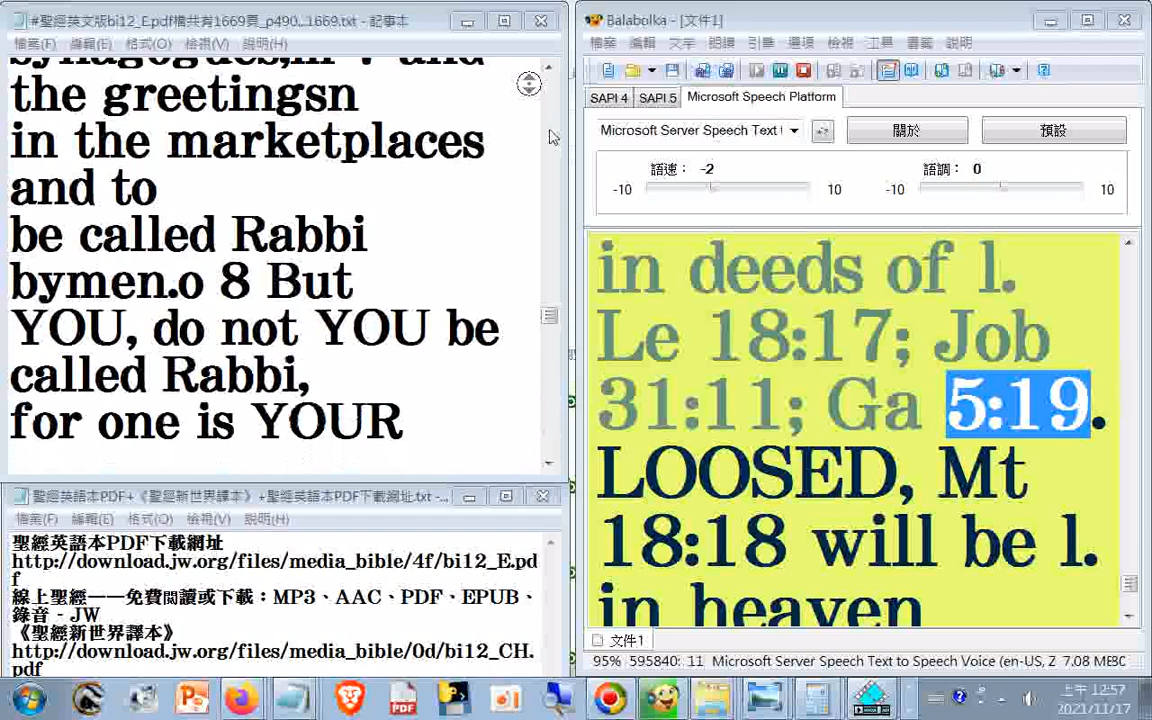 #聖經英文版bi12_E.pdf檔共有1669頁_p490...1669.txt - 記事本
檔案(F) 編輯(E) 格式(O) 檢視(V) 說明(H)
synagogues,m 7 and
the greetingsn
in the marketplaces
and to
be called Rabbi
bymen.o 8 But
YOU, do not YOU be
called Rabbi,
for one is YOUR
聖經英語本PDF+《聖經新世界譯本》+聖經英語本PDF下載網址.txt - ...
檔案(F) 編輯(E) 格式(O) 檢視(V) 說明(H)
聖經英語本PDF下載網址
http://download.jw.org/files/media_bible/4f/bi12_E.pd
f
線上聖經——免費閱讀或下載：MP3、AAC、PDF、EPUB、
錄音 - JW
《聖經新世界譯本》
http://download.jw.org/files/media_bible/0d/bi12_CH.
pdf
Balabolka - [文件1]
檔案 編輯 文字 朗讀 引擎 選項 檢視 工具 書籤 說明
SAPI 4 SAPI 5 Microsoft Speech Platform
Microsoft Server Speech Text 關於 預設
語速： -2 語調： 0
-10 10 -10 10
in deeds of l.
Le 18:17; Job
31:11; Ga 5:19.
LOOSED, Mt
18:18 will be l.
in heaven
文件1
95% 595840: 11 Microsoft Server Speech Text to Speech Voice (en-US, Z 7.08 МБ
上午 12:57
2021/11/17